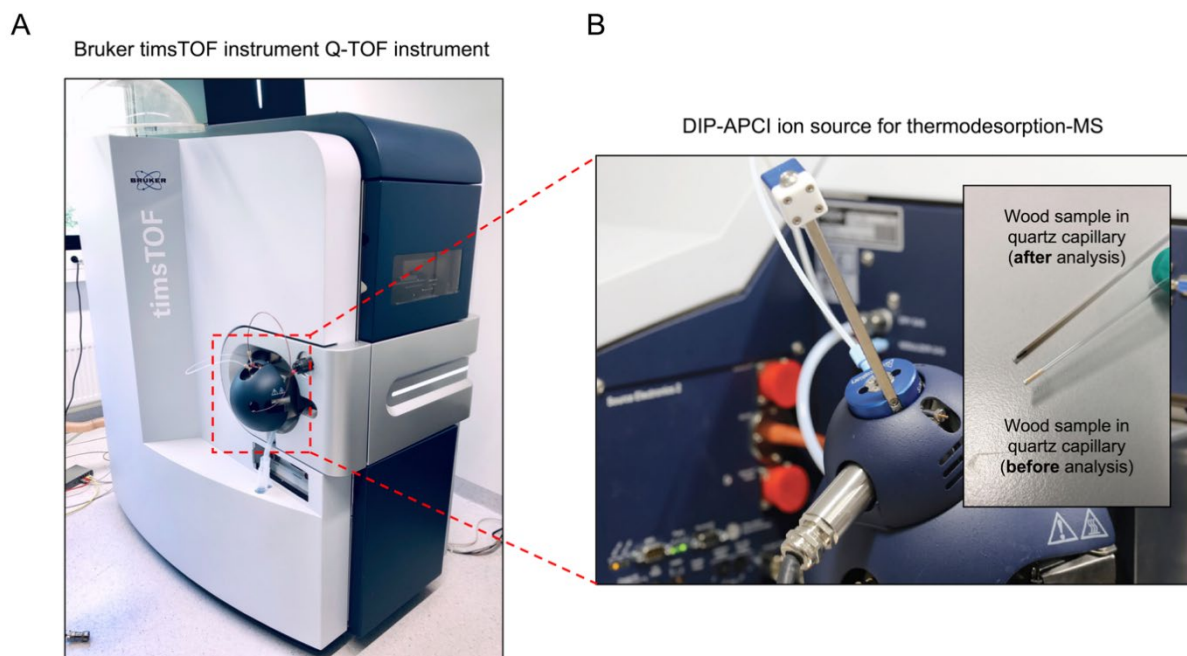 A
Bruker timsTOF instrument Q-TOF instrument
BRUKER
timsTOF
B
DIP-APCI ion source for thermodesorption-MS
Source Electronics II
Wood sample in
quartz capillary
(after analysis)
Wood sample in
quartz capillary
(before analysis)